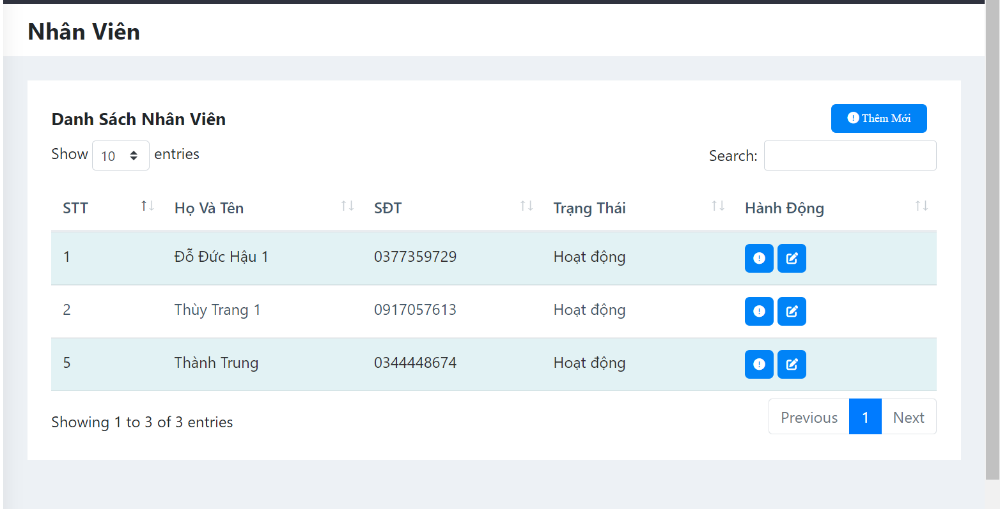 Nhân Viên
Danh Sách Nhân Viên
Thêm Mới
Show 10 entries
Search:
STT Họ Và Tên SĐT Trạng Thái Hành Động
1 Đỗ Đức Hậu 1 0377359729 Hoạt động
2 Thùy Trang 1 0917057613 Hoạt động
5 Thành Trung 0344448674 Hoạt động
Showing 1 to 3 of 3 entries
Previous 1 Next